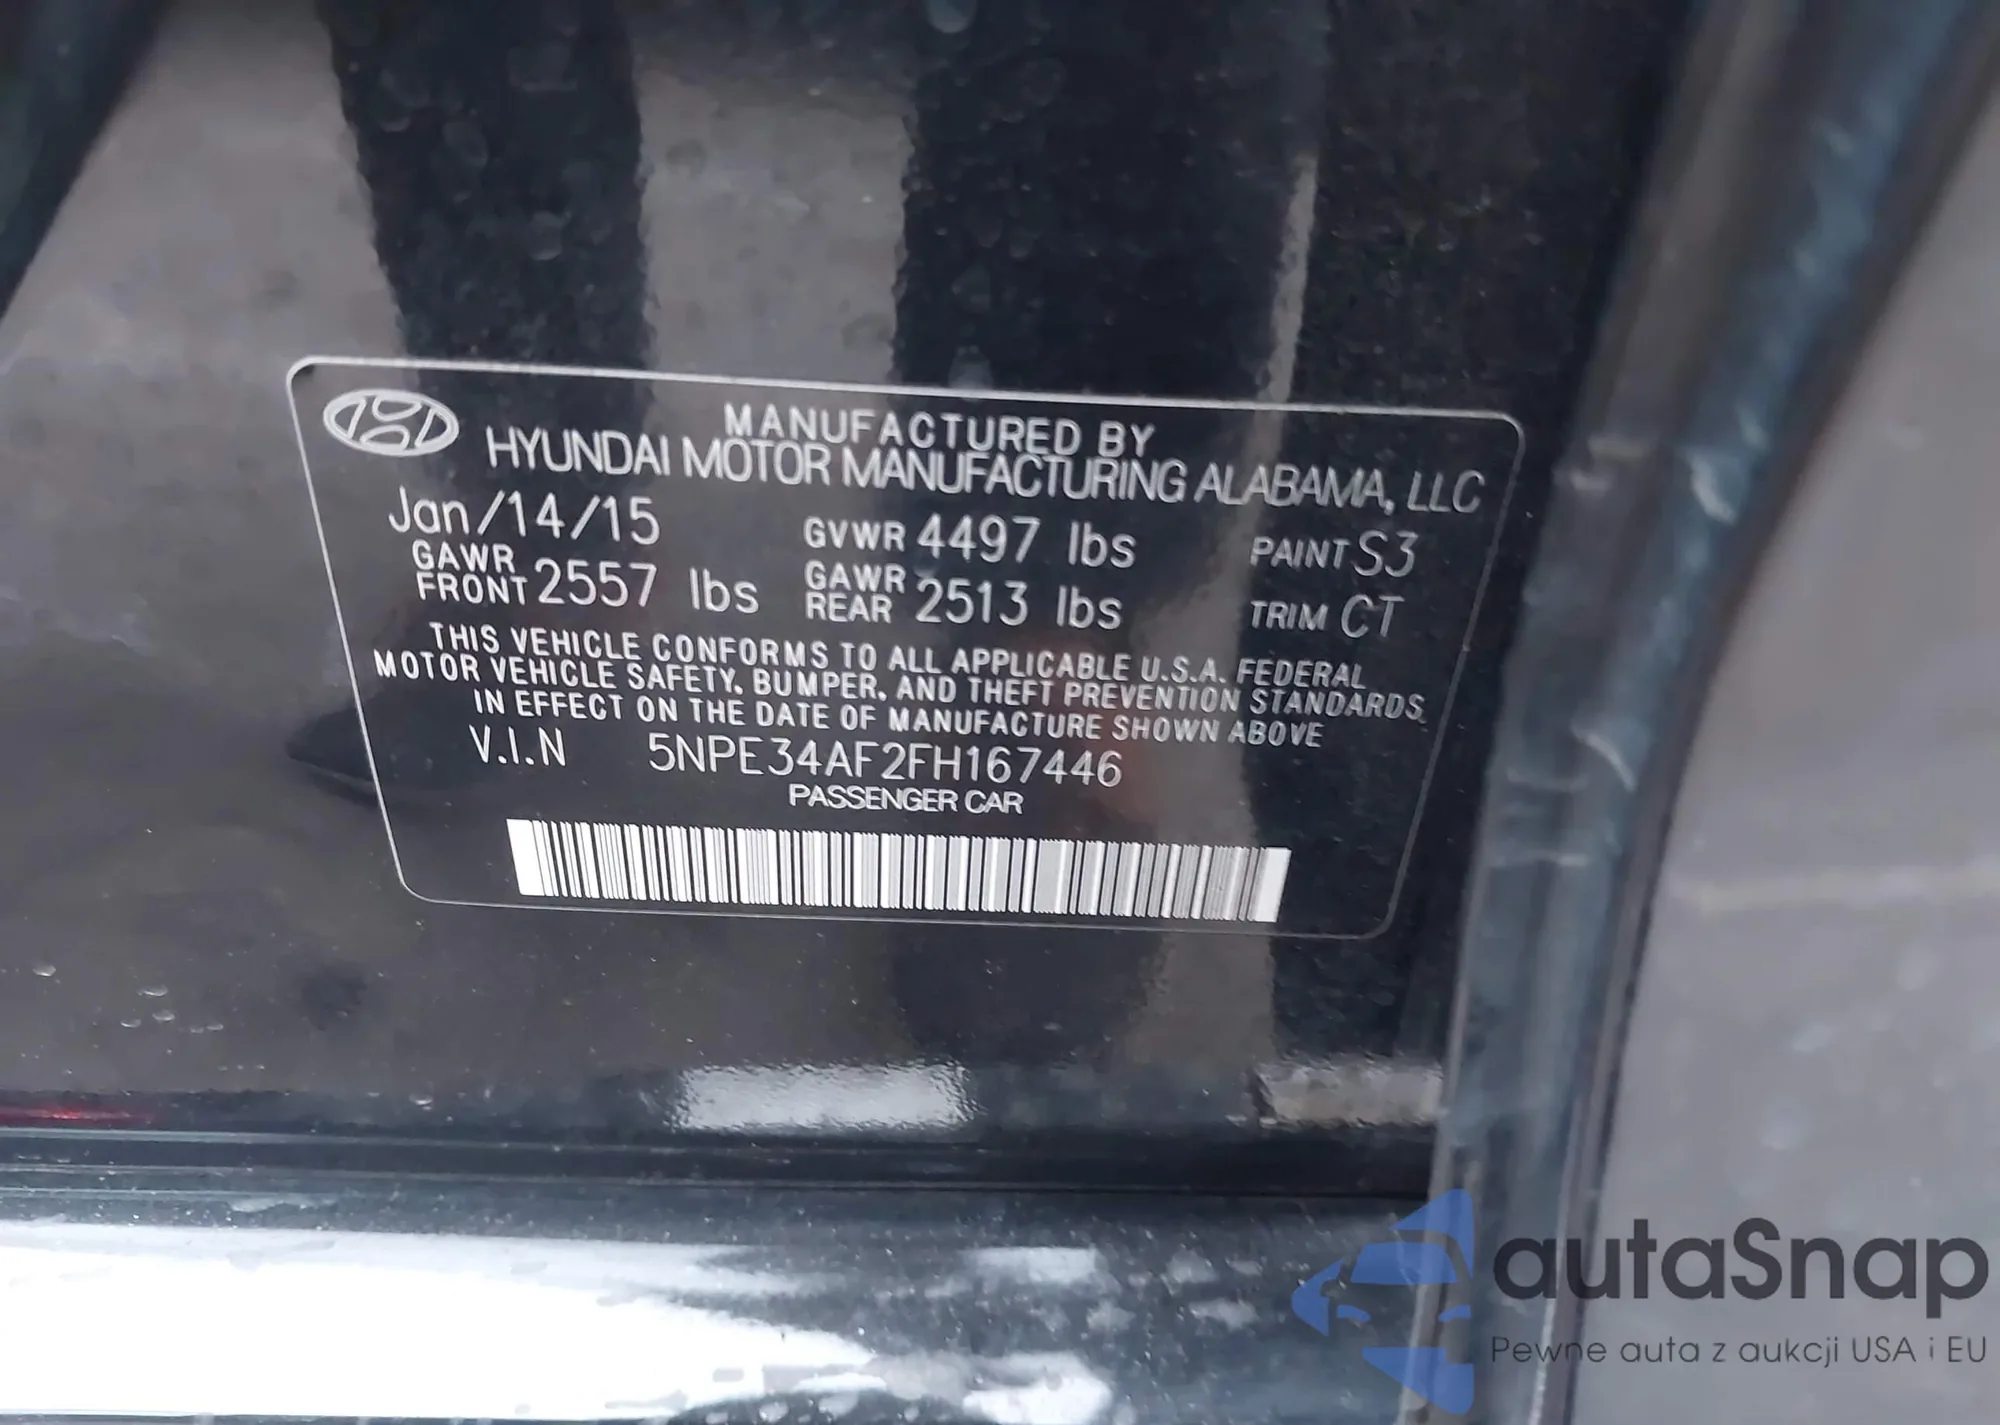 MANUFACTURED BY
HYUNDAI MOTOR MANUFACTURING ALABAMA, LLC
Jan/14/15 GVWR 4497 lbs PAINT S3
GAWR FRONT 2557 lbs GAWR REAR 2513 lbs TRIM CT
THIS VEHICLE CONFORMS TO ALL APPLICABLE U.S.A. FEDERAL
MOTOR VEHICLE SAFETY, BUMPER, AND THEFT PREVENTION STANDARDS
IN EFFECT ON THE DATE OF MANUFACTURE SHOWN ABOVE
V.I.N 5NPE34AF2FH167446
PASSENGER CAR
autaSnap
Pewne auta z aukcji USA i EU